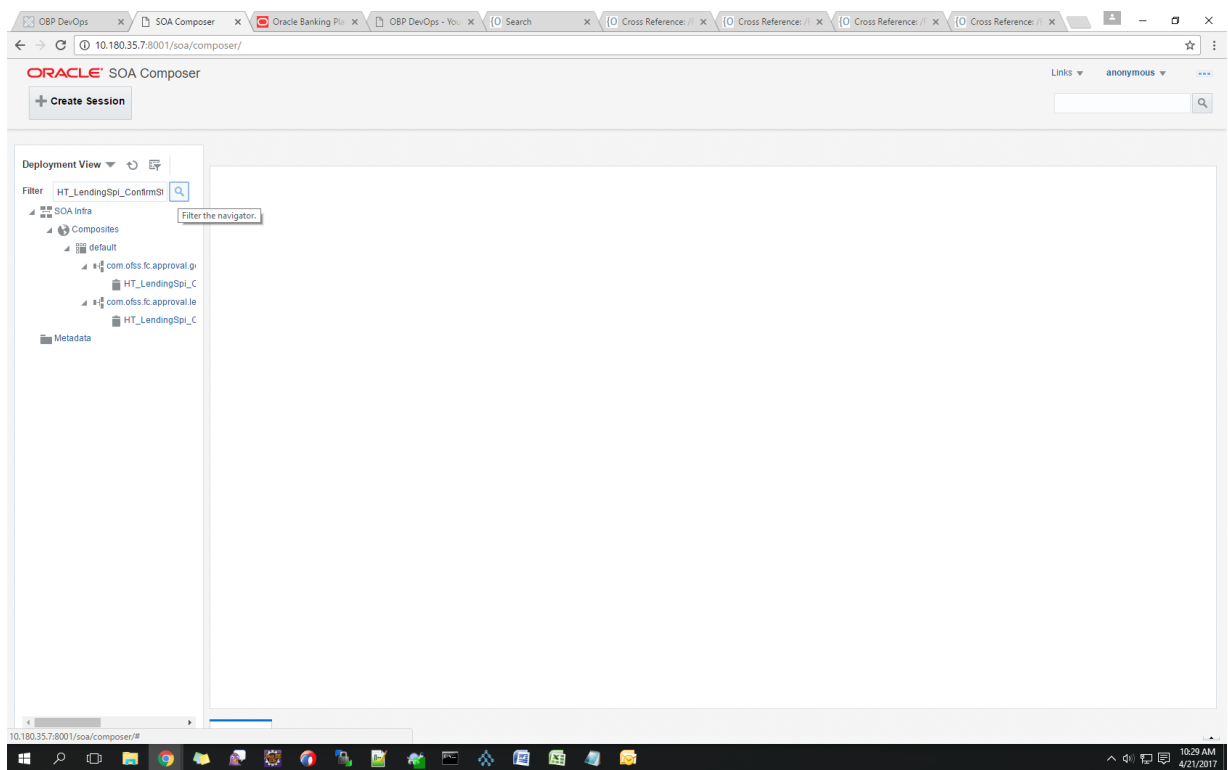 OBP DevOps
SOA Composer
Oracle Banking Pla
OBP DevOps - You
{O Search
{O Cross Reference:
{O Cross Reference: /
{O Cross Reference: /
{O Cross Reference: /
10.180.35.7:8001/soa/composer/
ORACLE SOA Composer
Links
anonymous
Create Session
Deployment View
Filter HT_LendingSpi_ConfirmSt
Filter the navigator.
SOA Infra
Composites
default
com.ofss.fc.approval.ge
HT_LendingSpi_C
com.ofss.fc.approval.le
HT_LendingSpi_C
Metadata
10.180.35.7:8001/soa/composer/#
10:29 AM
4/21/2017